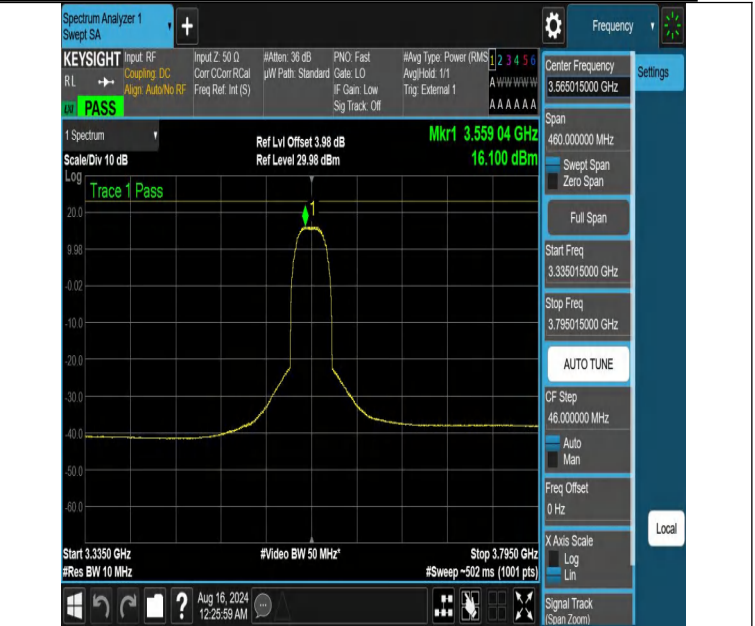 Spectrum Analyzer 1
Swept SA
+
Frequency
KEYSIGHT
Input: RF
Coupling: DC
Align: Auto/No RF
Input Z: 50 Ω
Corr CCorr RCal
Freq Ref: Int (S)
#Atten: 36 dB
µW Path: Standard
PNO: Fast
Gate: LO
IF Gain: Low
Sig Track: Off
#Avg Type: Power (RMS
Avg|Hold: 1/1
Trig: External 1
1 2 3 4 5 6
A W W W W W
A A A A A A
R L
PASS
1 Spectrum
Scale/Div 10 dB
Ref Lvl Offset 3.98 dB
Ref Level 29.98 dBm
Mkr1 3.559 04 GHz
16.100 dBm
Log
Trace 1 Pass
1
20.0
9.98
-0.02
-10.0
-20.0
-30.0
-40.0
-50.0
-60.0
Start 3.3350 GHz
#Res BW 10 MHz
#Video BW 50 MHz*
Stop 3.7950 GHz
#Sweep ~502 ms (1001 pts)
Center Frequency
3.565015000 GHz
Span
460.000000 MHz
Swept Span
Zero Span
Full Span
Start Freq
3.335015000 GHz
Stop Freq
3.795015000 GHz
AUTO TUNE
CF Step
46.000000 MHz
Auto
Man
Freq Offset
0 Hz
X Axis Scale
Log
Lin
Signal Track
(Span Zoom)
Settings
Local
?
Aug 16, 2024
12:25:59 AM